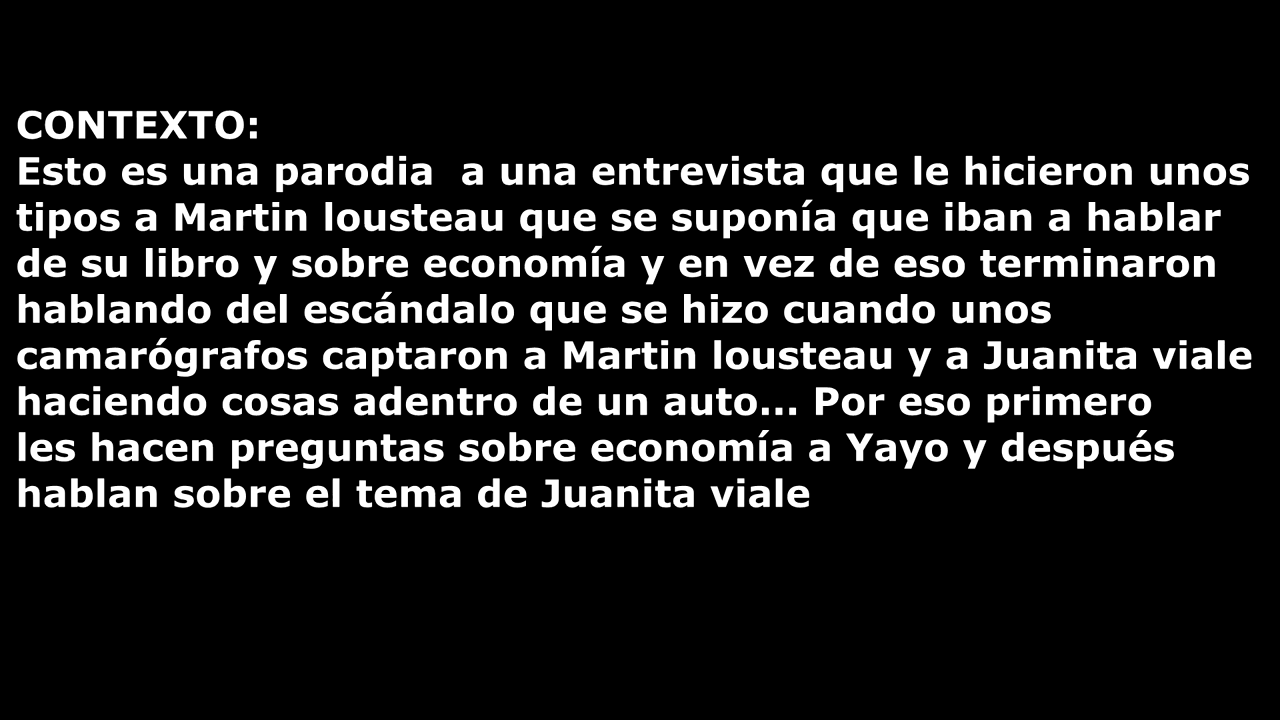 CONTEXTO:
Esto es una parodia  a una entrevista que le hicieron unos
tipos a Martin lousteau que se suponía que iban a hablar
de su libro y sobre economía y en vez de eso terminaron
hablando del escándalo que se hizo cuando unos
camarógrafos captaron a Martin lousteau y a Juanita viale
haciendo cosas adentro de un auto... Por eso primero
les hacen preguntas sobre economía a Yayo y después
hablan sobre el tema de Juanita viale